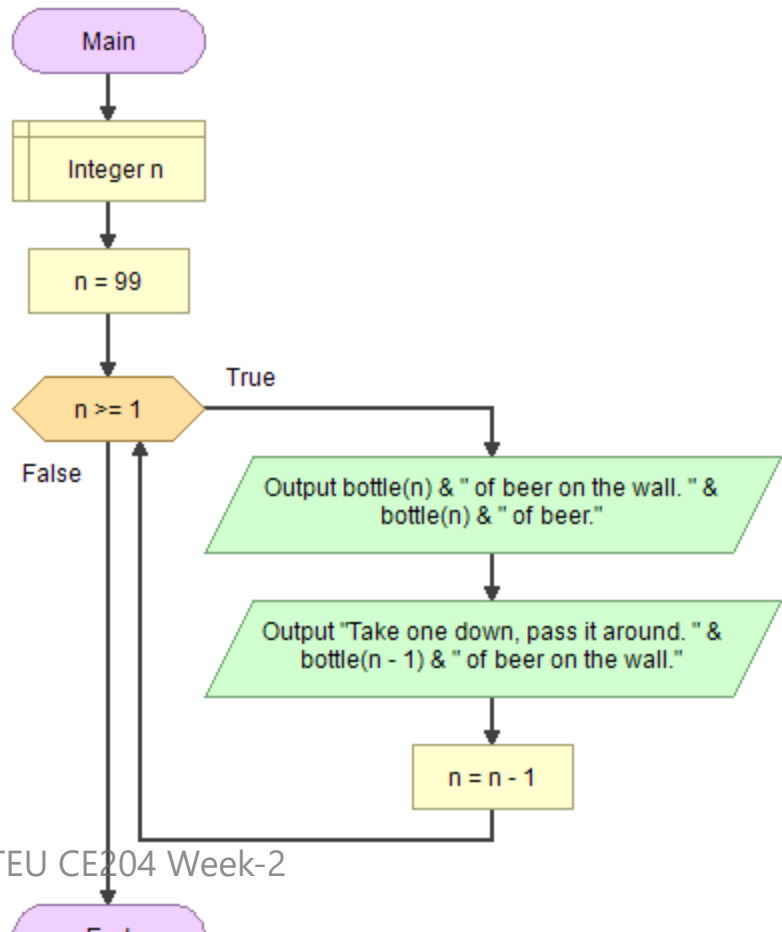 Main
Integer n
n = 99
n >= 1
True
False
Output bottle(n) & " of beer on the wall. " &
bottle(n) & " of beer."
Output "Take one down, pass it around. " &
bottle(n - 1) & " of beer on the wall."
n = n - 1
TEU CE204 Week-2